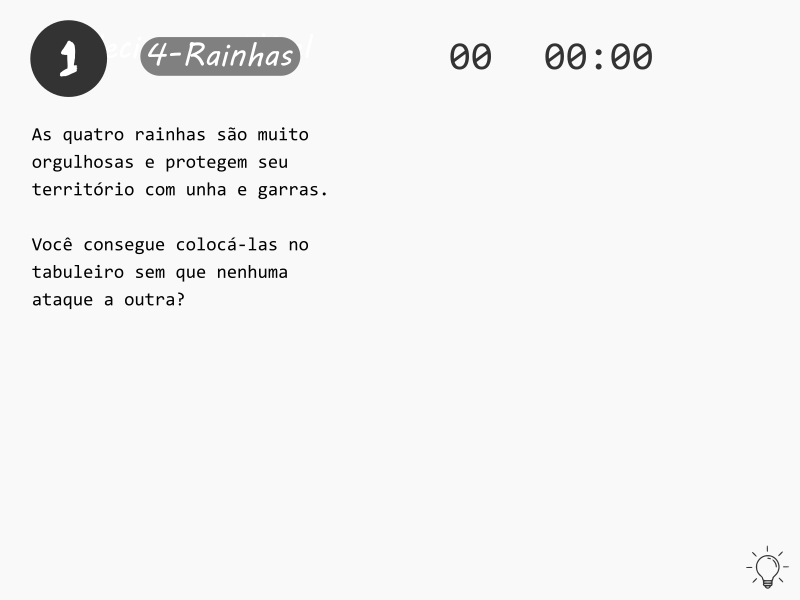 1
4-Rainhas
00 00:00
As quatro rainhas são muito
orgulhosas e protegem seu
território com unha e garras.
Você consegue colocá-las no
tabuleiro sem que nenhuma
ataque a outra?